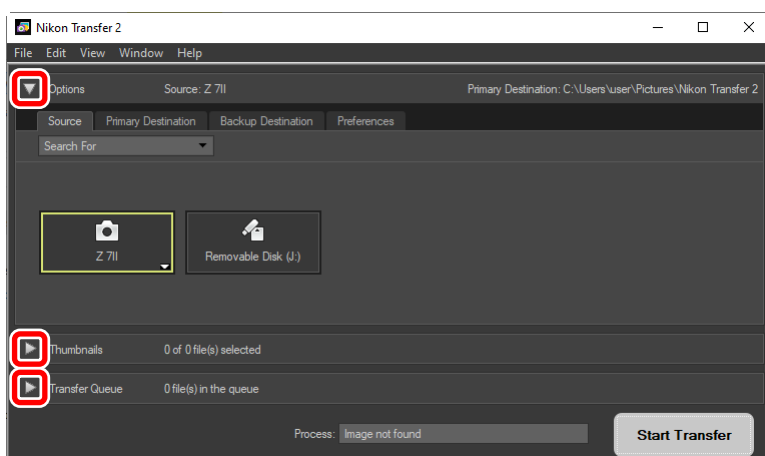 Nikon Transfer 2
File Edit View Window Help
Options Source: Z 7II Primary Destination: C:\Users\user\Pictures\Nikon Transfer 2
Source Primary Destination Backup Destination Preferences
Search For
Z 7II Removable Disk (J:)
Thumbnails 0 of 0 file(s) selected
Transfer Queue 0 file(s) in the queue
Process: Image not found Start Transfer